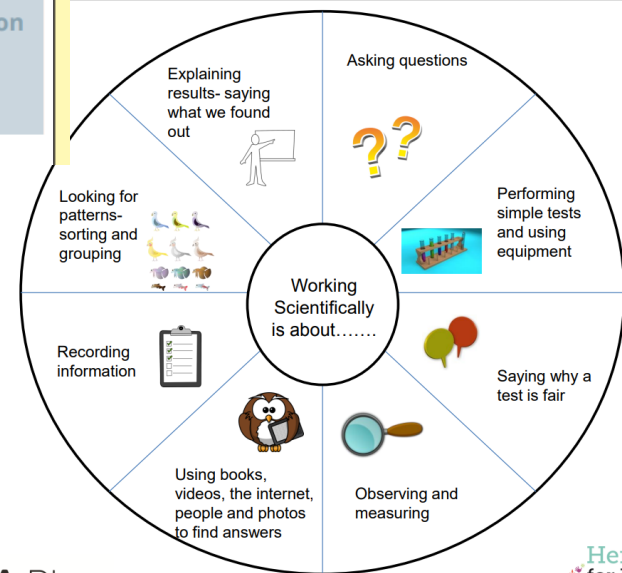 on
Asking questions
Explaining
results- saying
what we found
out
Performing
simple tests
and using
equipment
Looking for
patterns-
sorting and
grouping
Working
Scientifically
is about…….
Recording
information
Saying why a
test is fair
Using books,
videos, the internet,
people and photos
to find answers
Observing and
measuring